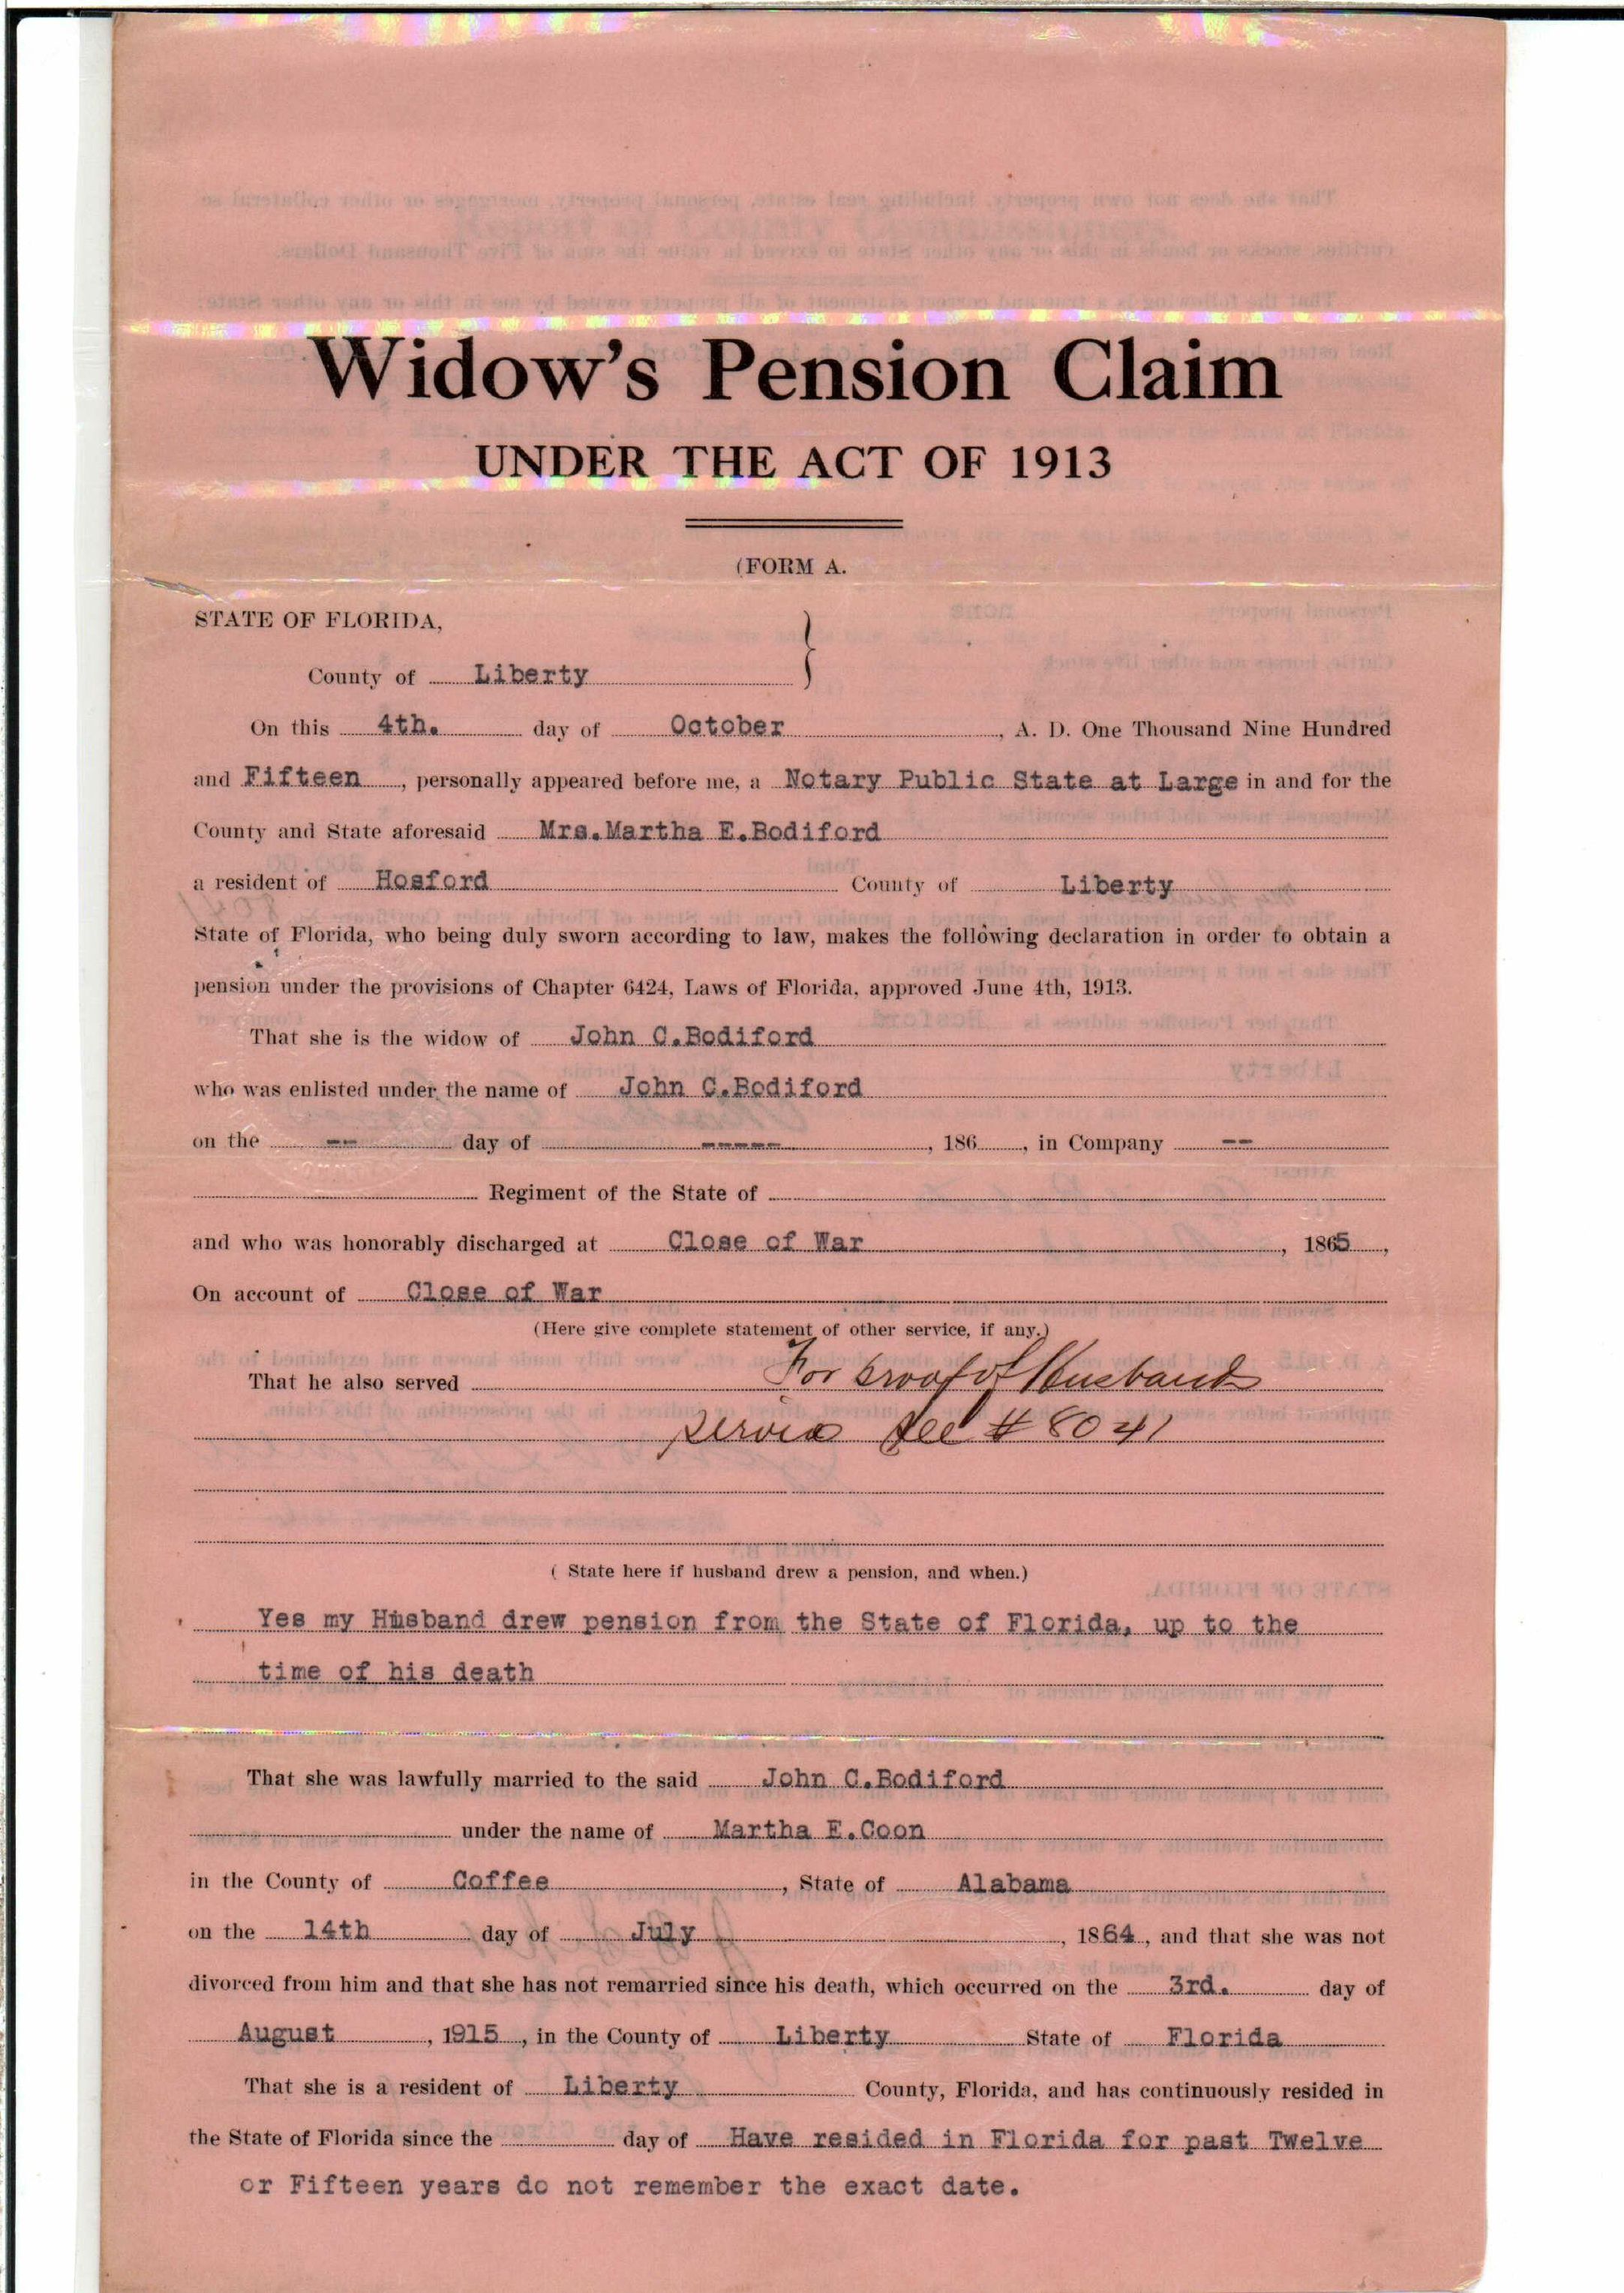 Widow's Pension Claim
UNDER THE ACT OF 1913
(FORM A.
STATE OF FLORIDA,
County of Liberty
On this 4th. day of October, A. D. One Thousand Nine Hundred
and Fifteen, personally appeared before me, a Notary Public State at Large in and for the
County and State aforesaid Mrs.Martha E.Bodiford
a resident of Hosford County of Liberty
State of Florida, who being duly sworn according to law, makes the following declaration in order to obtain a
pension under the provisions of Chapter 6424, Laws of Florida, approved June 4th, 1913.
That she is the widow of John C.Bodiford
who was enlisted under the name of John C.Bodiford
on the -- day of -----, 186, in Company --
Regiment of the State of
and who was honorably discharged at Close of War, 1865,
On account of Close of War
(Here give complete statement of other service, if any.)
That he also served For proof of Husband
service see # 8041
( State here if husband drew a pension, and when.)
Yes my Husband drew pension from the State of Florida, up to the
time of his death
That she was lawfully married to the said John C.Bodiford
under the name of Martha E.Coon
in the County of Coffee, State of Alabama
on the 14th day of July, 1864, and that she was not
divorced from him and that she has not remarried since his death, which occurred on the 3rd. day of
August, 1915, in the County of Liberty State of Florida
That she is a resident of Liberty County, Florida, and has continuously resided in
the State of Florida since the day of Have resided in Florida for past Twelve
or Fifteen years do not remember the exact date.